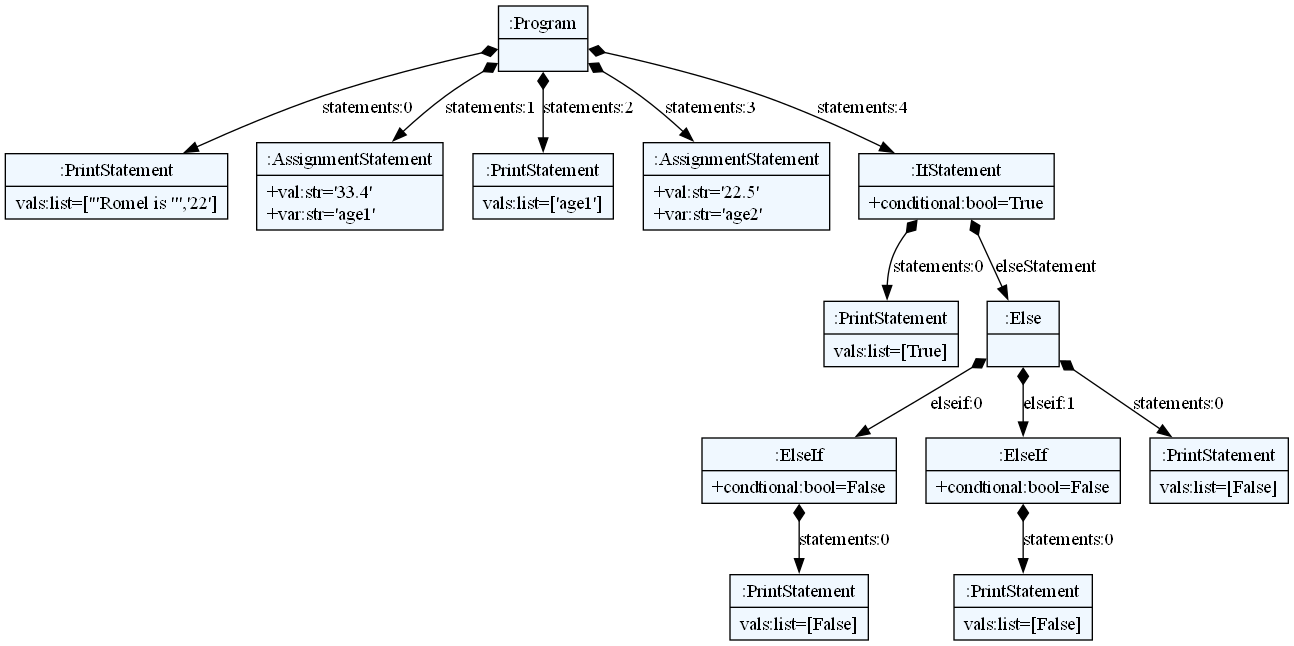 :Program
statements:0
statements:1
statements:2
statements:3
statements:4
:PrintStatement
vals:list=["'Romel is '",'22']
:AssignmentStatement
+val:str='33.4'
+var:str='age1'
:PrintStatement
vals:list=['age1']
:AssignmentStatement
+val:str='22.5'
+var:str='age2'
:IfStatement
+conditional:bool=True
statements:0
elseStatement
:PrintStatement
vals:list=[True]
:Else
elseif:0
elseif:1
statements:0
:ElseIf
+condtional:bool=False
:ElseIf
+condtional:bool=False
:PrintStatement
vals:list=[False]
statements:0
statements:0
:PrintStatement
vals:list=[False]
:PrintStatement
vals:list=[False]